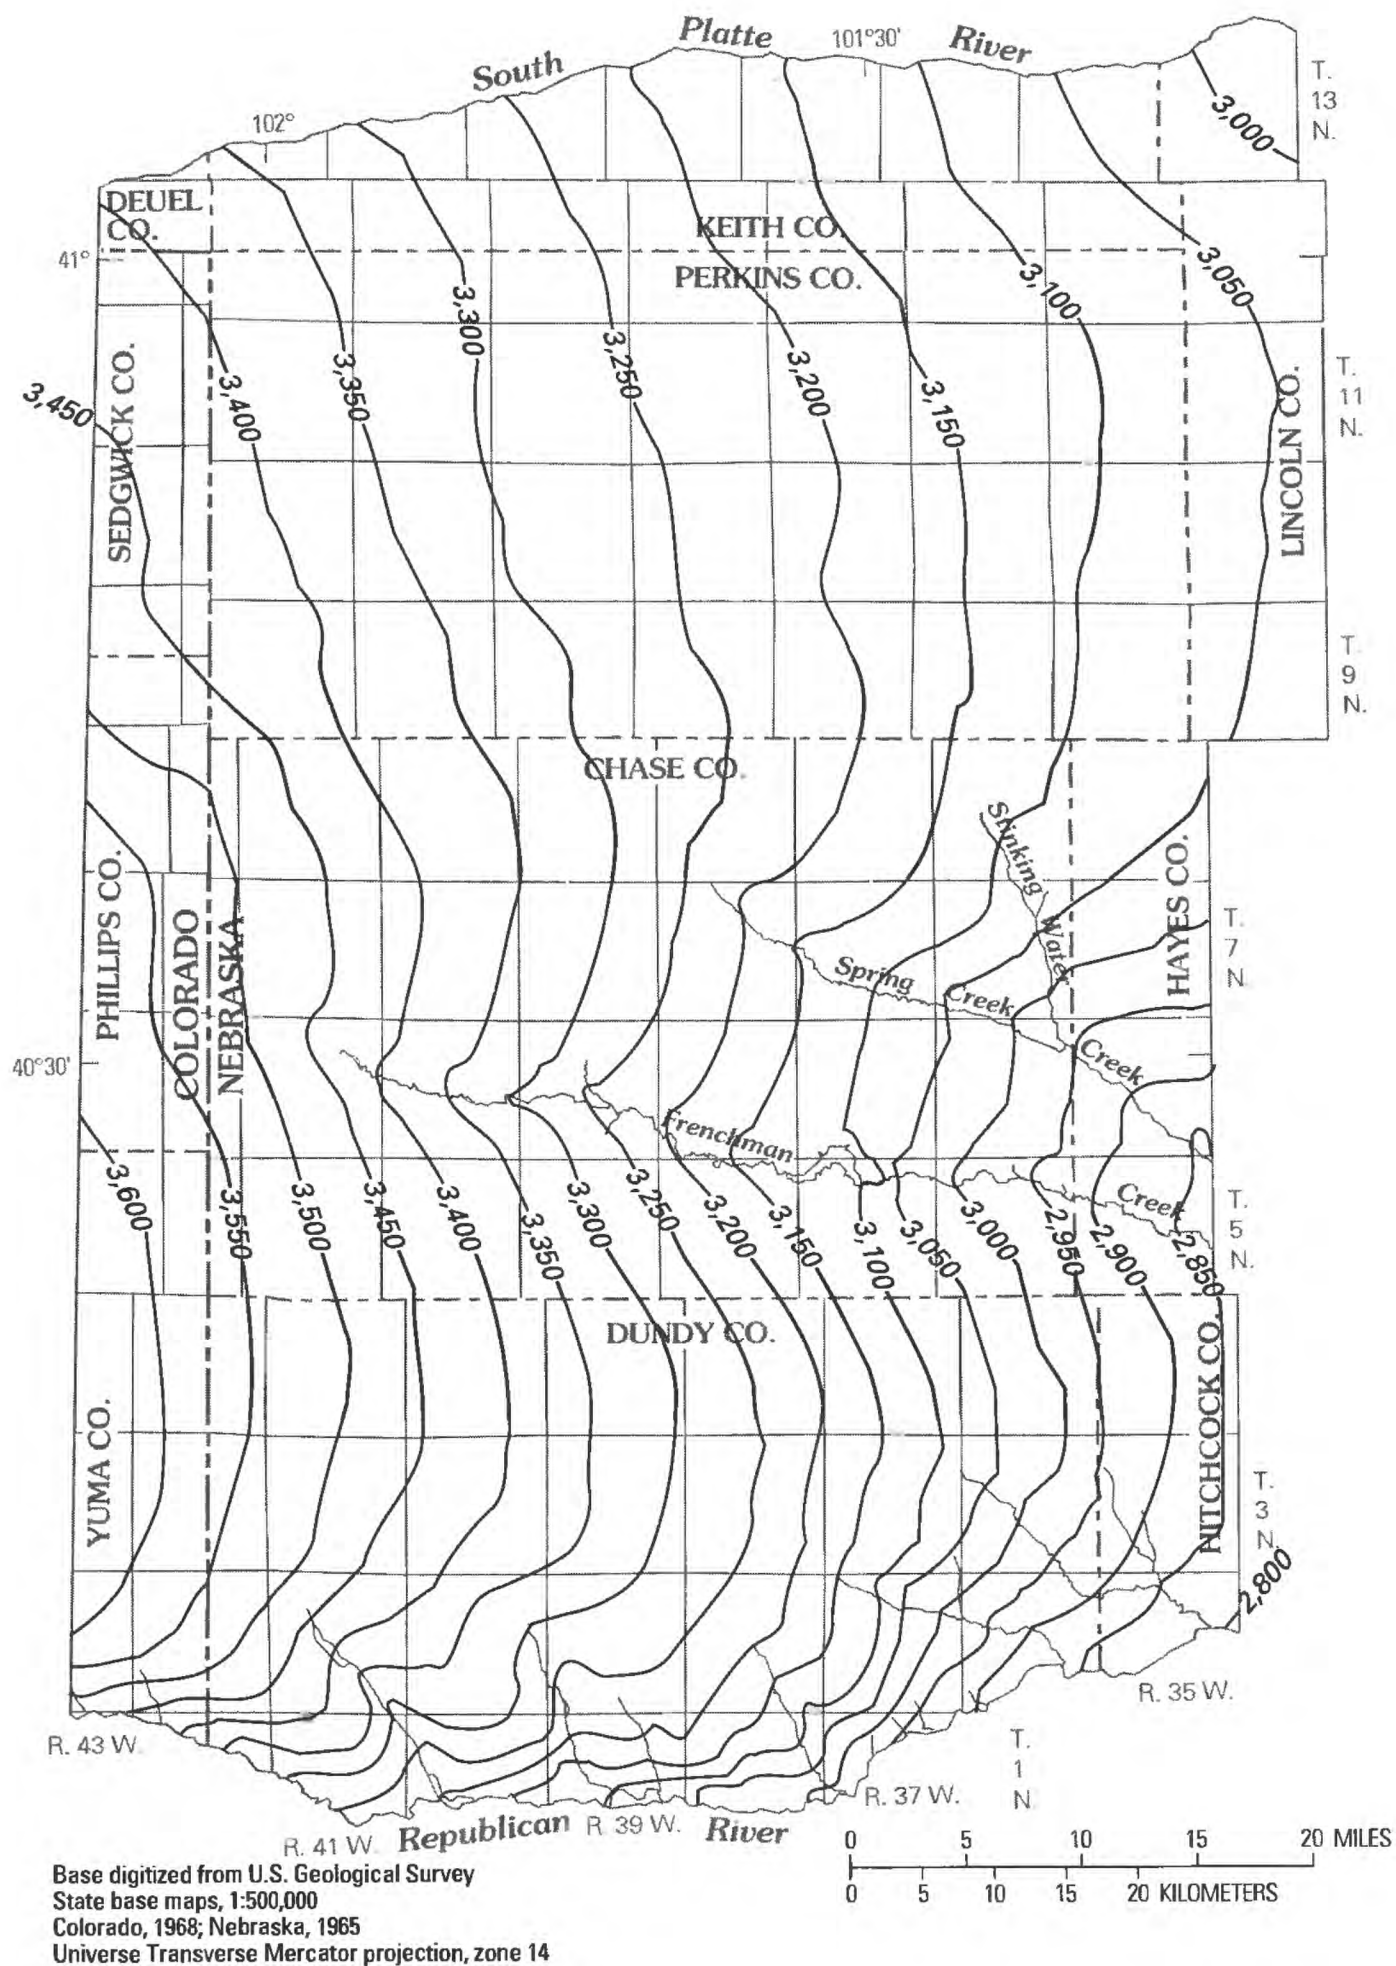 South Platte River
101°30'
102°
T.
13
N.
3,000
DEUEL
CO.
KEITH CO.
41°
PERKINS CO.
3,050
3,100
3,300
3,250
3,200
3,350
3,400
3,150
3,450
SEDGWICK CO.
LINCOLN CO.
T.
11
N.
T.
9
N.
CHASE CO.
Stinking
Water
Creek
HAYES CO.
PHILLIPS CO.
COLORADO
NEBRASKA
T.
7
N.
Spring Creek
40°30'
Frenchman Creek
3,600
3,550
3,500
3,450
3,400
3,350
3,300
3,250
3,200
3,150
3,100
3,050
3,000
2,950
2,900
2,850
T.
5
N.
DUNDY CO.
YUMA CO.
HITCHCOCK CO.
T.
3
N.
2,800
R. 35 W.
R. 43 W.
T.
1
N.
R. 37 W.
R. 41 W.
Republican River
R. 39 W.
0 5 10 15 20 MILES
0 5 10 15 20 KILOMETERS
Base digitized from U.S. Geological Survey
State base maps, 1:500,000
Colorado, 1968; Nebraska, 1965
Universe Transverse Mercator projection, zone 14